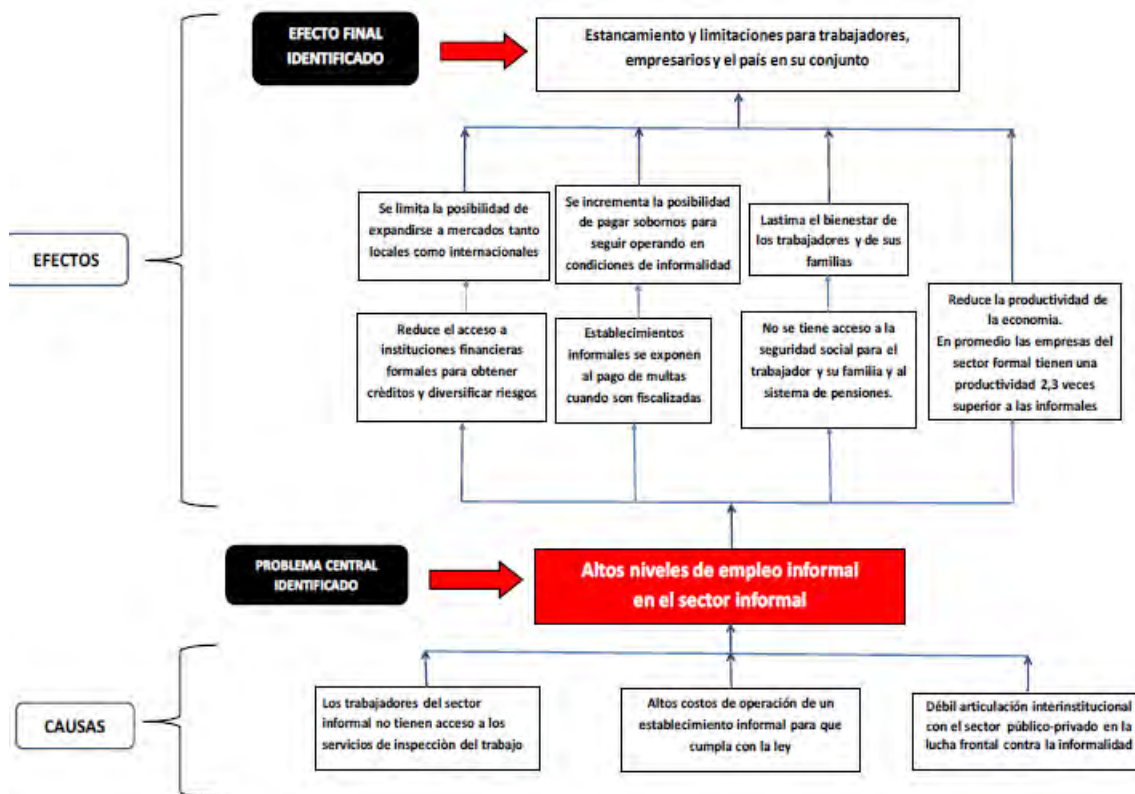 EFECTO FINAL
IDENTIFICADO
Estancamiento y limitaciones para trabajadores,
empresarios y el país en su conjunto
EFECTOS
Se limita la posibilidad de
expandirse a mercados tanto
locales como internacionales
Se incrementa la posibilidad
de pagar sobornos para
seguir operando en
condiciones de informalidad
Lastima el bienestar de
los trabajadores y de sus
familias
Reduce la productividad de
la economia.
En promedio las empresas del
sector formal tienen una
productividad 2,3 veces
superior a las informales
Reduce el acceso a
instituciones financieras
formales para obtener
crèditos y diversificar riesgos
Establecimientos
informales se exponen
al pago de multas
cuando son fiscalizadas
No se tiene acceso a la
seguridad social para el
trabajador y su familia y al
sistema de pensiones.
PROBLEMA CENTRAL
IDENTIFICADO
Altos niveles de empleo informal
en el sector informal
CAUSAS
Los trabajadores del sector
informal no tienen acceso a los
servicios de inspecciòn del trabajo
Altos costos de operación de un
establecimiento informal para que
cumpla con la ley
Débil articulación interinstitucional
con el sector público-privado en la
lucha frontal contra la informalidad